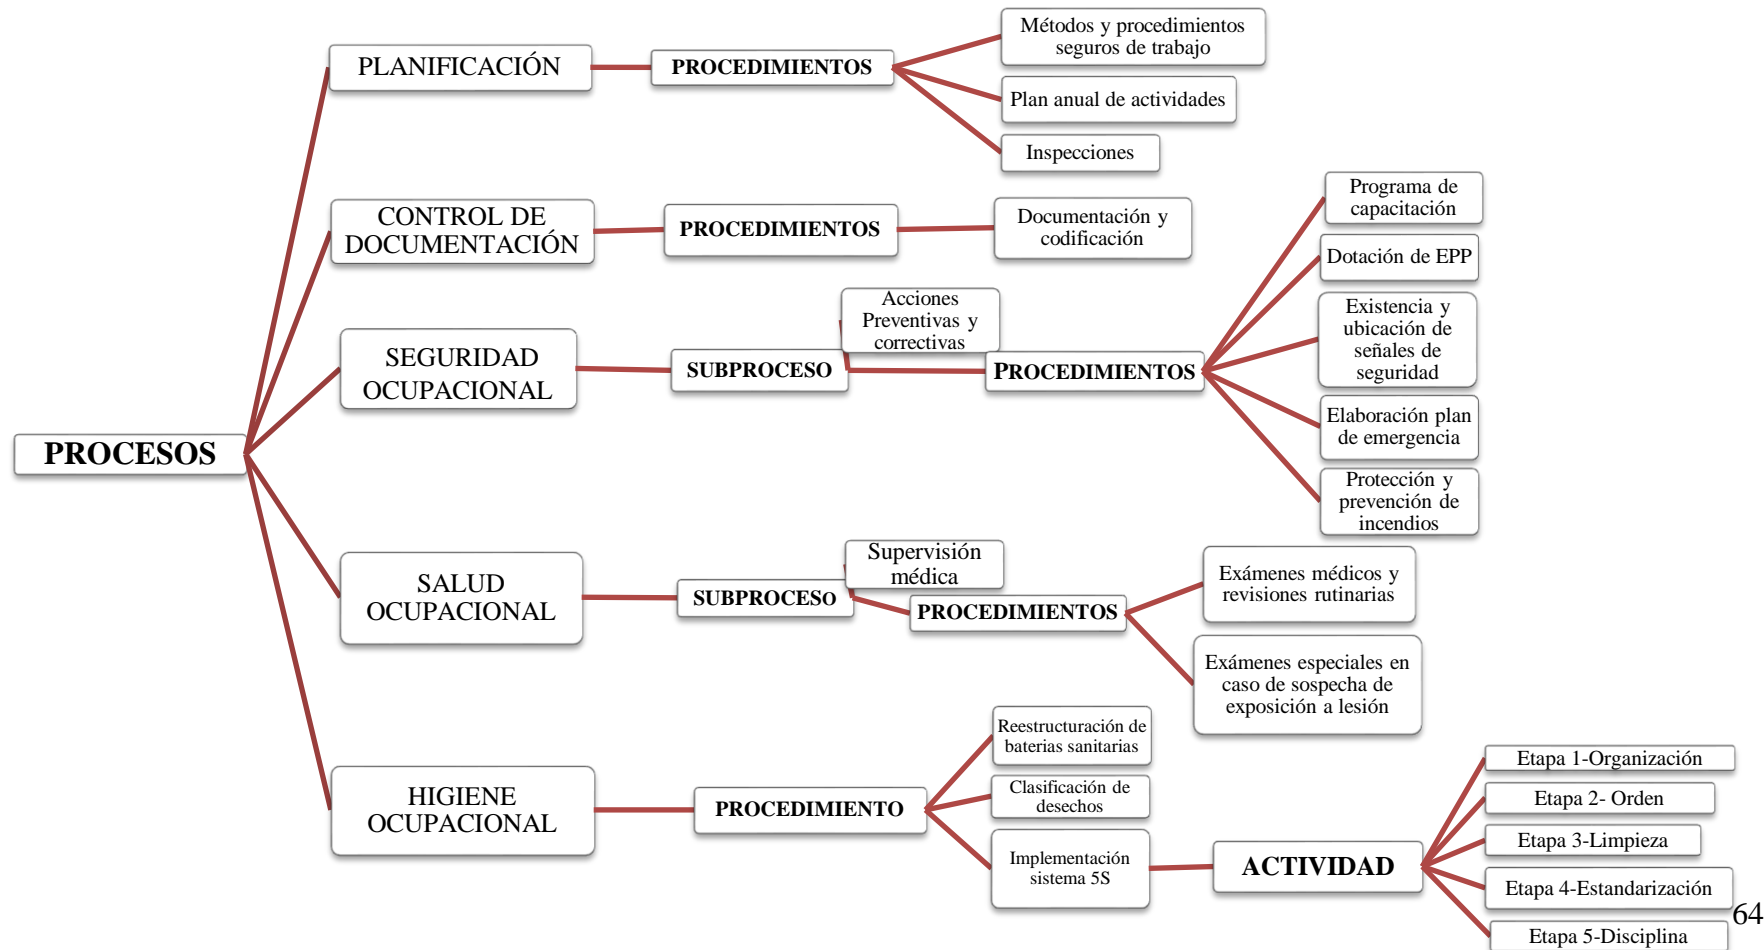 PROCESOS
PLANIFICACIÓN
PROCEDIMIENTOS
Métodos y procedimientos
seguros de trabajo
Plan anual de actividades
Inspecciones
CONTROL DE
DOCUMENTACIÓN
PROCEDIMIENTOS
Documentación y
codificación
SEGURIDAD
OCUPACIONAL
SUBPROCESO
Acciones
Preventivas y
correctivas
PROCEDIMIENTOS
Programa de
capacitación
Dotación de EPP
Existencia y
ubicación de
señales de
seguridad
Elaboración plan
de emergencia
Protección y
prevención de
incendios
SALUD
OCUPACIONAL
SUBPROCESO
Supervisión
médica
PROCEDIMIENTOS
Exámenes médicos y
revisiones rutinarias
Exámenes especiales en
caso de sospecha de
exposición a lesión
HIGIENE
OCUPACIONAL
PROCEDIMIENTO
Reestructuración de
baterias sanitarias
Clasificación de
desechos
Implementación
sistema 5S
ACTIVIDAD
Etapa 1-Organización
Etapa 2- Orden
Etapa 3-Limpieza
Etapa 4-Estandarización
Etapa 5-Disciplina
64